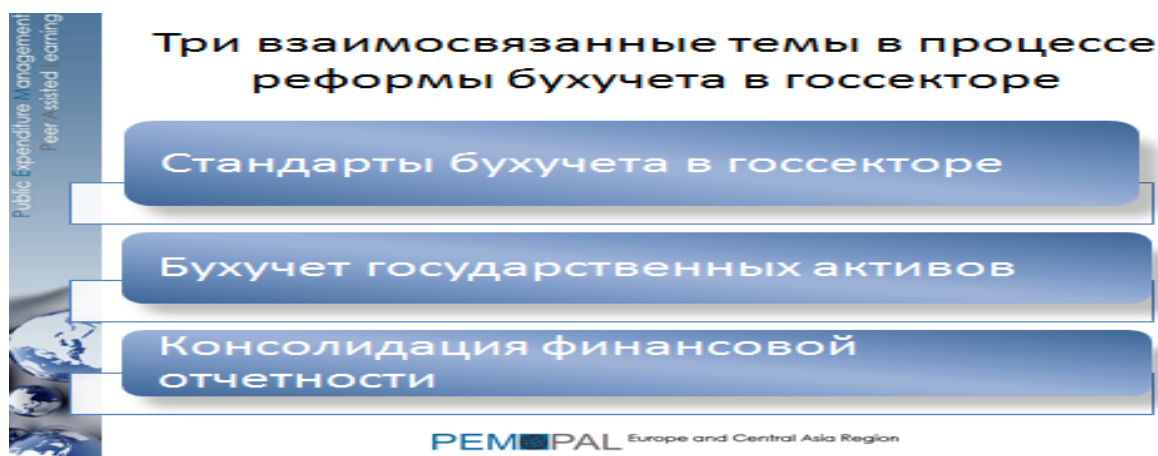 Public Expenditure Management
Peer Assisted Learning
Три взаимосвязанные темы в процессе
реформы бухучета в госсекторе
Стандарты бухучета в госсекторе
Бухучет государственных активов
Консолидация финансовой
отчетности
PEMPAL Europe and Central Asia Region